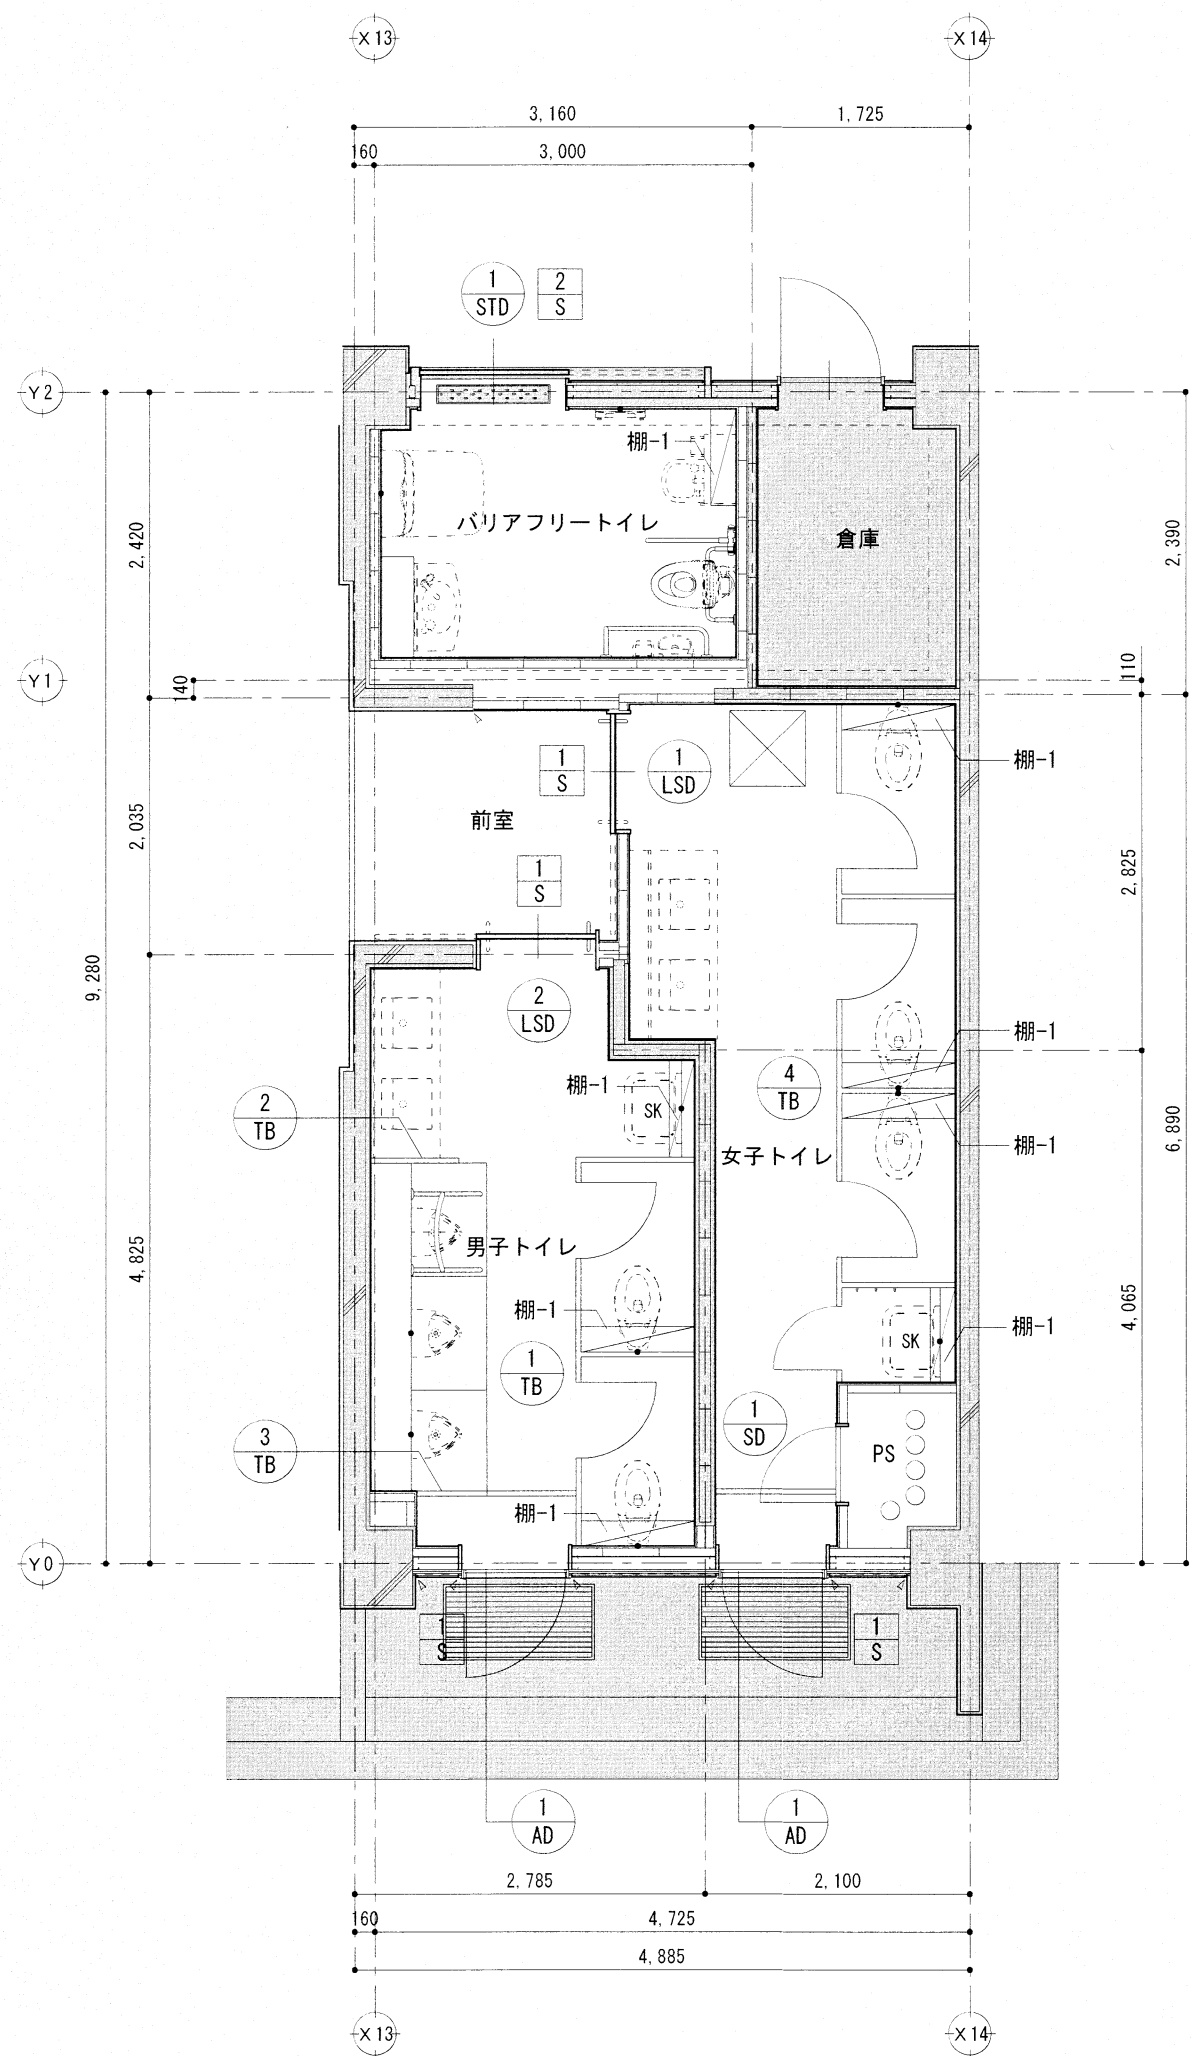 X13
X14
3,160
1,725
160
3,000
1
STD
2
S
Y2
棚-1
バリアフリートイレ
倉庫
2,420
2,390
Y1
140
110
1
S
1
LSD
棚-1
前室
2,035
2,825
1
S
9,280
2
LSD
棚-1
棚-1
4
TB
SK
2
TB
女子トイレ
棚-1
6,890
男子トイレ
4,825
棚-1
棚-1
4,065
SK
1
TB
1
SD
3
TB
PS
棚-1
Y0
1
S
1
S
1
AD
1
AD
2,785
2,100
160
4,725
4,885
X13
X14